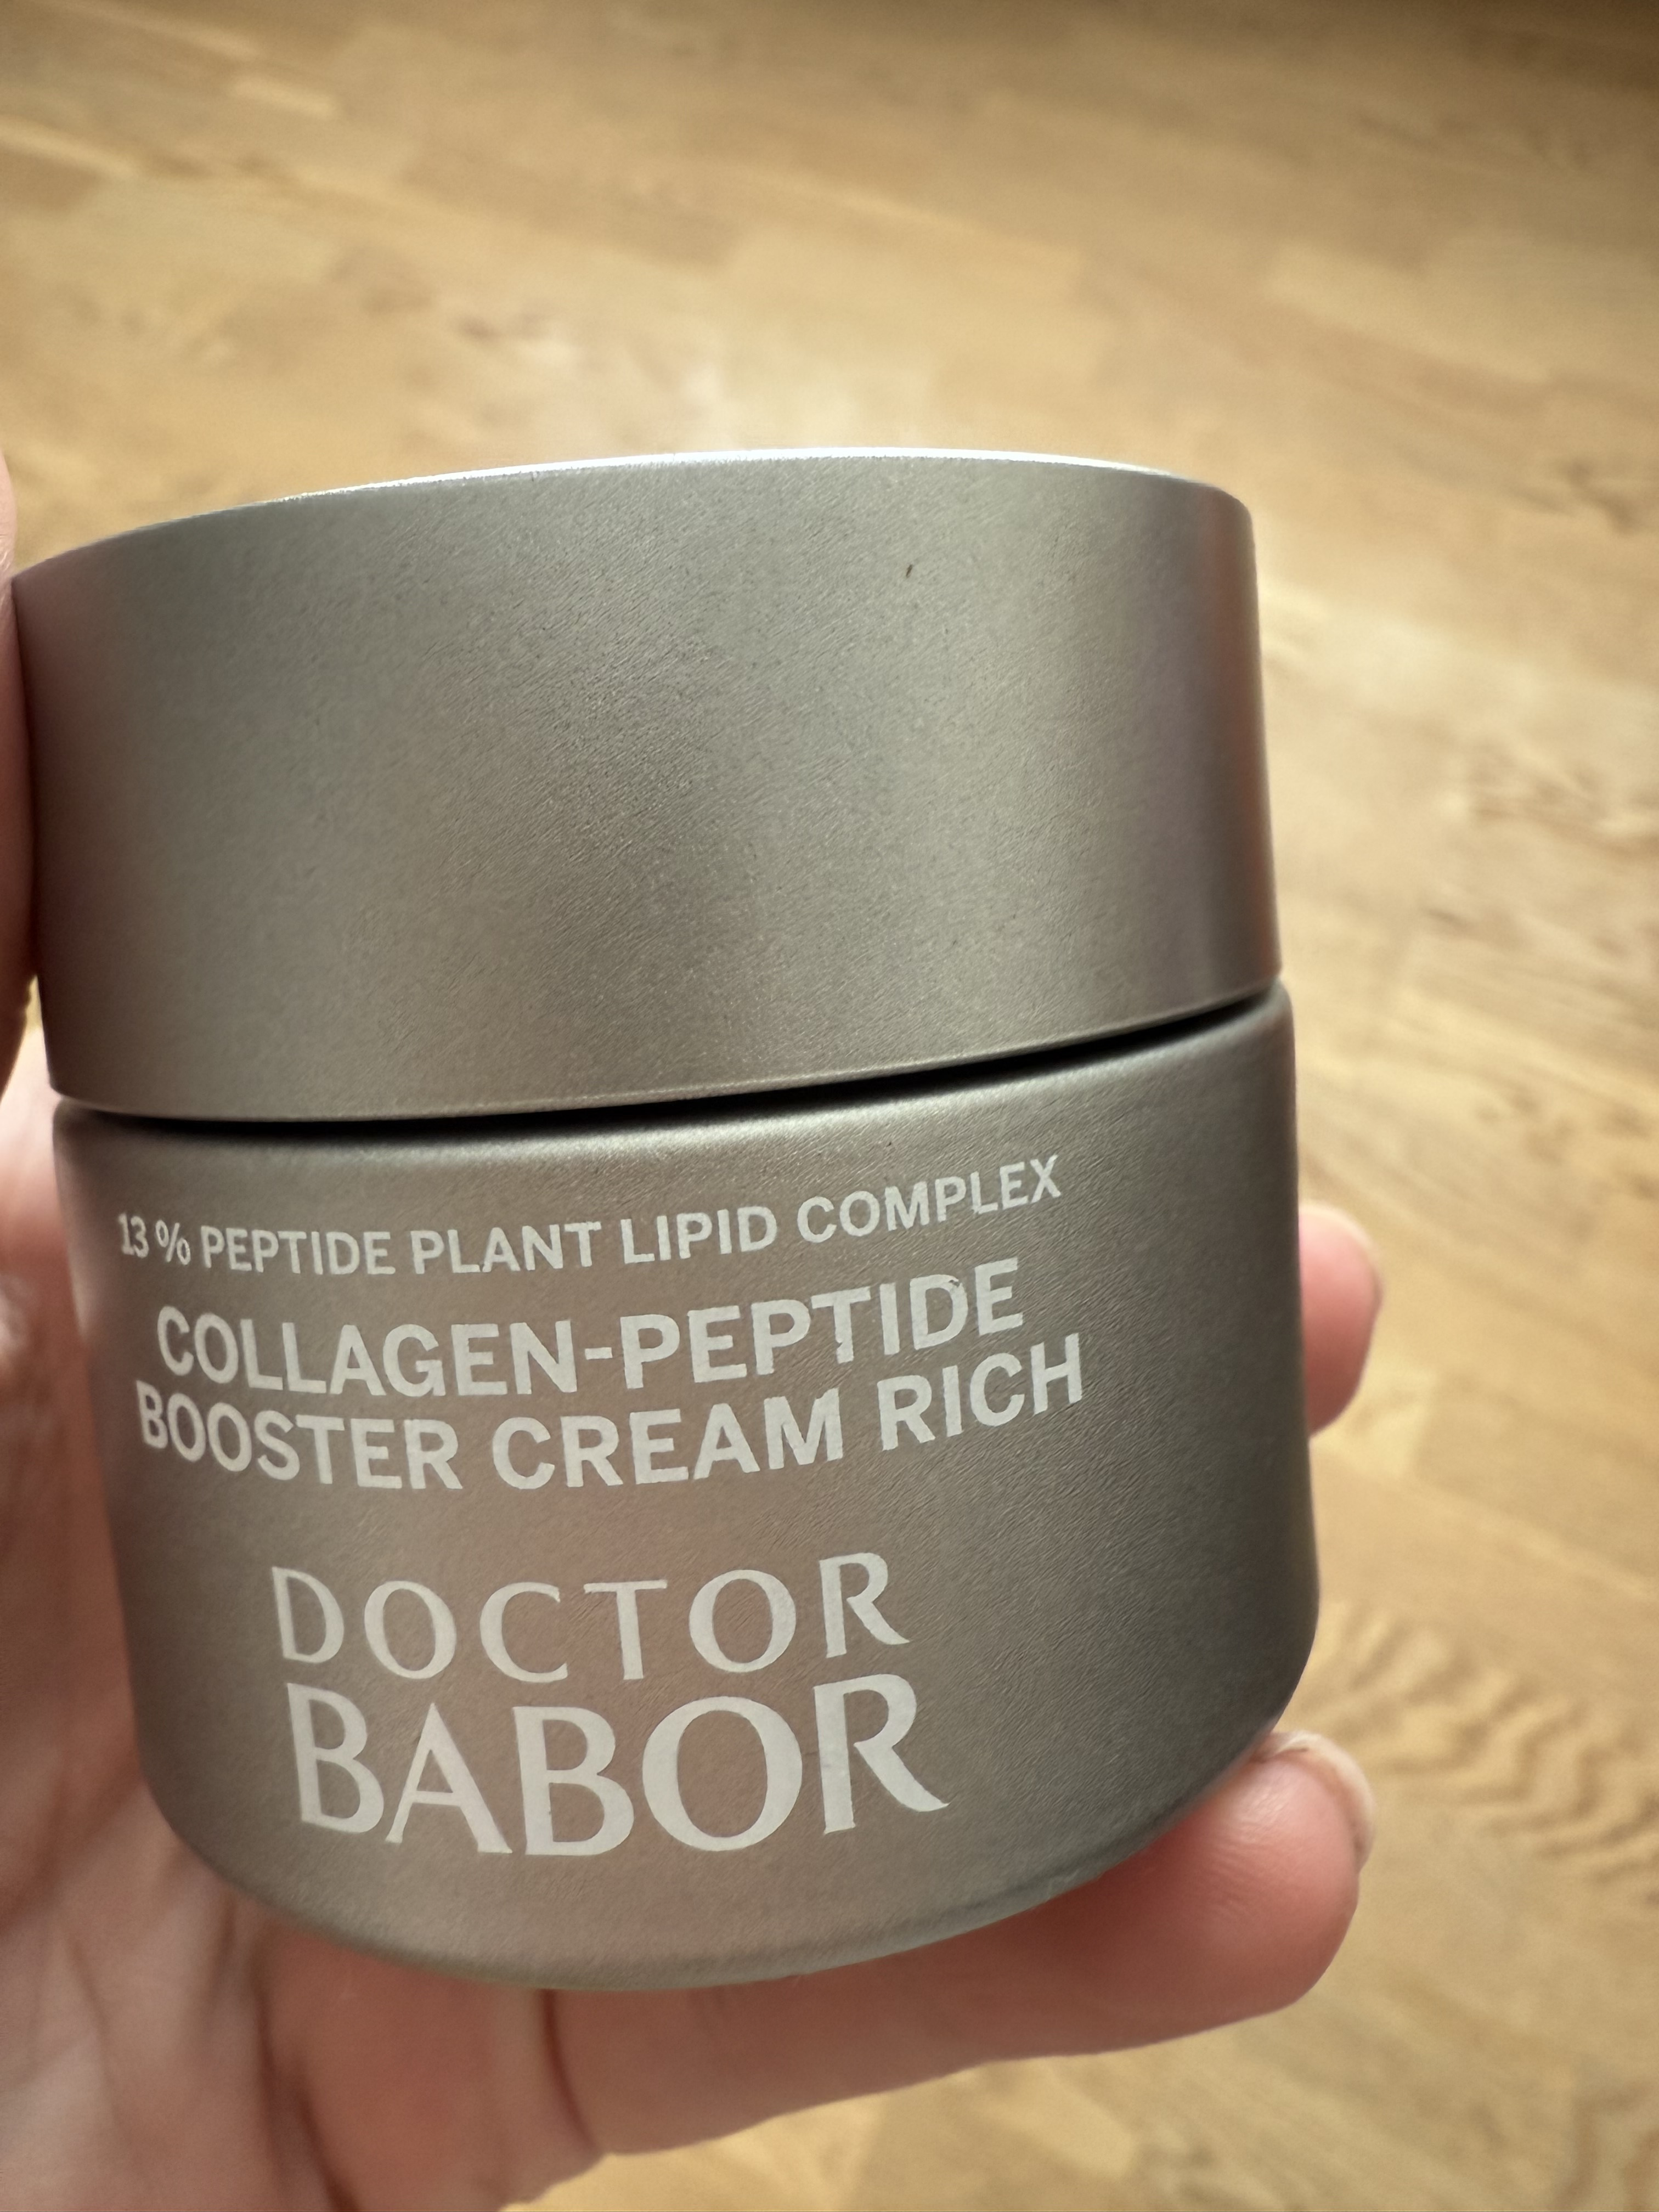 13 % PEPTIDE PLANT LIPID COMPLEX
COLLAGEN-PEPTIDE
BOOSTER CREAM RICH
DOCTOR
BABOR